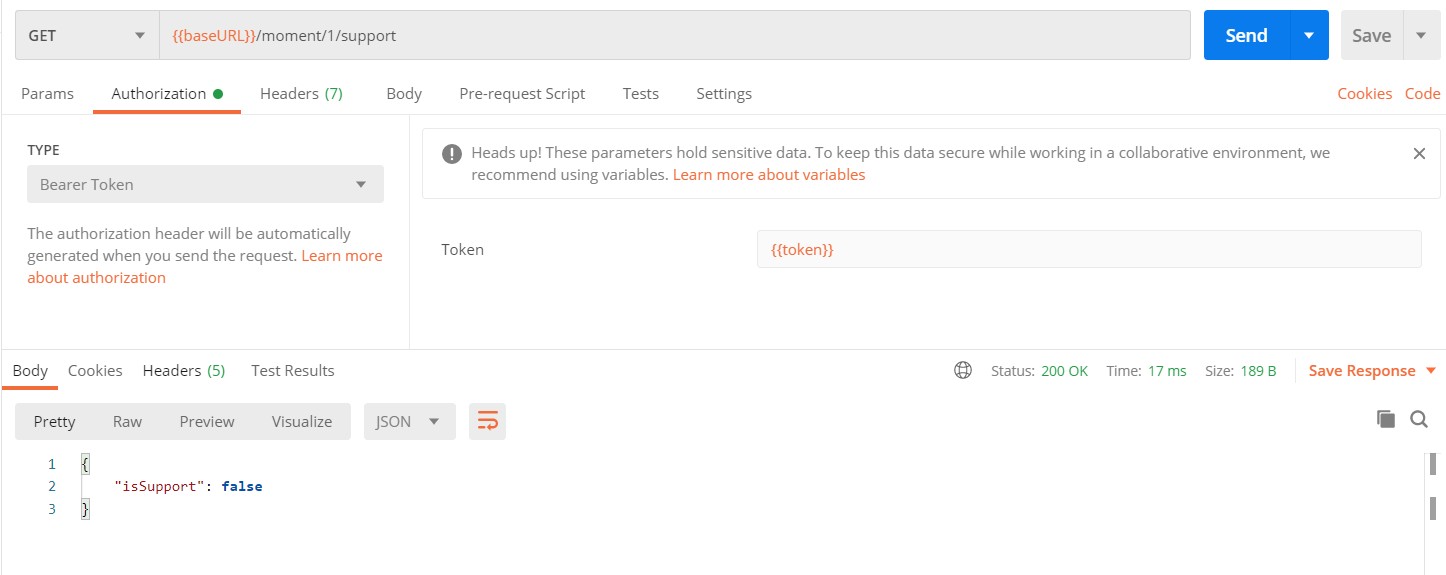 GET {{baseURL}}/moment/1/support Send Save
Params Authorization Headers (7) Body Pre-request Script Tests Settings Cookies Code
TYPE
Bearer Token
The authorization header will be automatically
generated when you send the request. Learn more
about authorization
! Heads up! These parameters hold sensitive data. To keep this data secure while working in a collaborative environment, we
recommend using variables. Learn more about variables
Token {{token}}
Body Cookies Headers (5) Test Results Status: 200 OK Time: 17 ms Size: 189 B Save Response
Pretty Raw Preview Visualize JSON
1 {
2 "isSupport": false
3 }